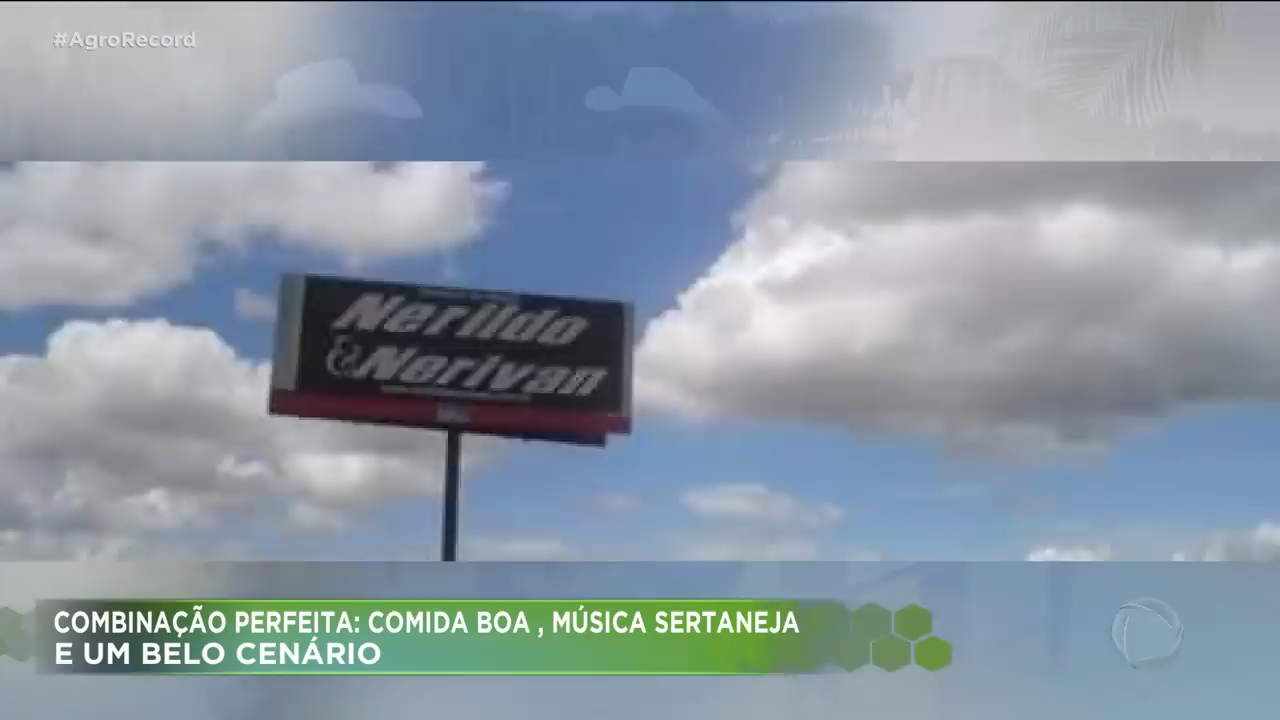 #AgroRecord
Nerildo
&Nerivan
COMBINAÇÃO PERFEITA: COMIDA BOA , MÚSICA SERTANEJA
E UM BELO CENÁRIO